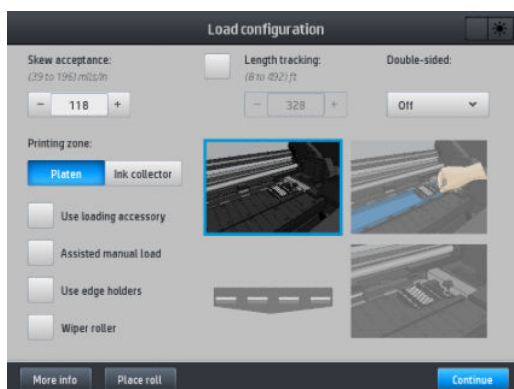 Load configuration
Skew acceptance:
(39 to 196) mils/in
- 118 +
Length tracking:
(8 to 492) ft
- 328 +
Double-sided:
Off
Printing zone:
Platen
Ink collector
Use loading accessory
Assisted manual load
Use edge holders
Wiper roller
More info
Place roll
Continue